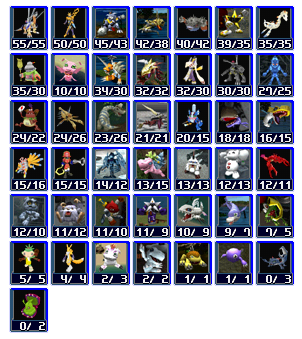 55/55 50/50 45/43 42/38 40/42 39/35 35/35
35/30 10/10 34/30 32/32 32/30 30/30 29/25
24/22 24/26 23/26 21/21 20/15 18/18 16/15
15/16 15/15 14/12 13/15 13/13 12/13 12/11
12/10 11/12 11/10 11/ 9 10/ 9 9/ 7 7/ 5
5/ 5 4/ 4 2/ 3 2/ 2 1/ 1 1/ 1 0/ 3
0/ 2